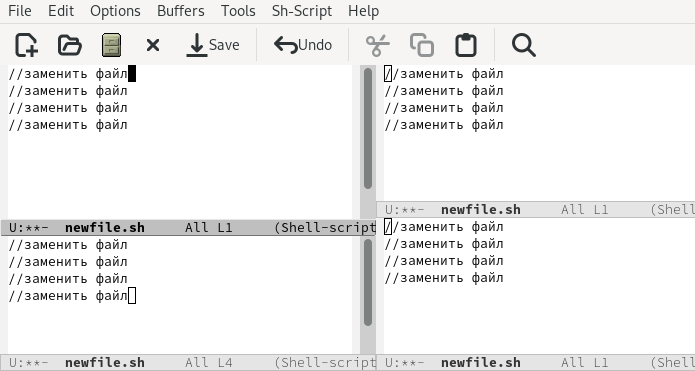 File Edit Options Buffers Tools Sh-Script Help
Save Undo
//заменить файл
//заменить файл
//заменить файл
//заменить файл
U:**- newfile.sh All L1 (Shell-script
//заменить файл
//заменить файл
//заменить файл
//заменить файл
U:**- newfile.sh All L4 (Shell-script
//заменить файл
//заменить файл
//заменить файл
//заменить файл
U:**- newfile.sh All L1 (Shell
//заменить файл
//заменить файл
//заменить файл
//заменить файл
U:**- newfile.sh All L1 (Shell